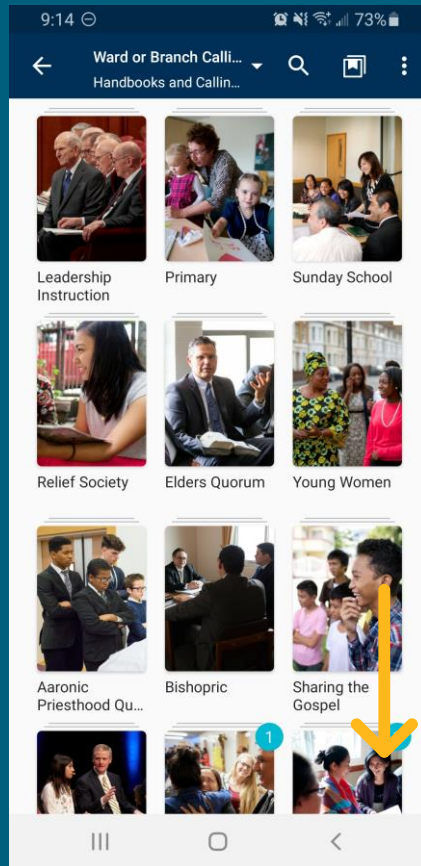 9:14
73%
Ward or Branch Calli...
Handbooks and Callin...
Leadership
Instruction
Primary
Sunday School
Relief Society
Elders Quorum
Young Women
Aaronic
Priesthood Qu...
Bishopric
Sharing the
Gospel
1